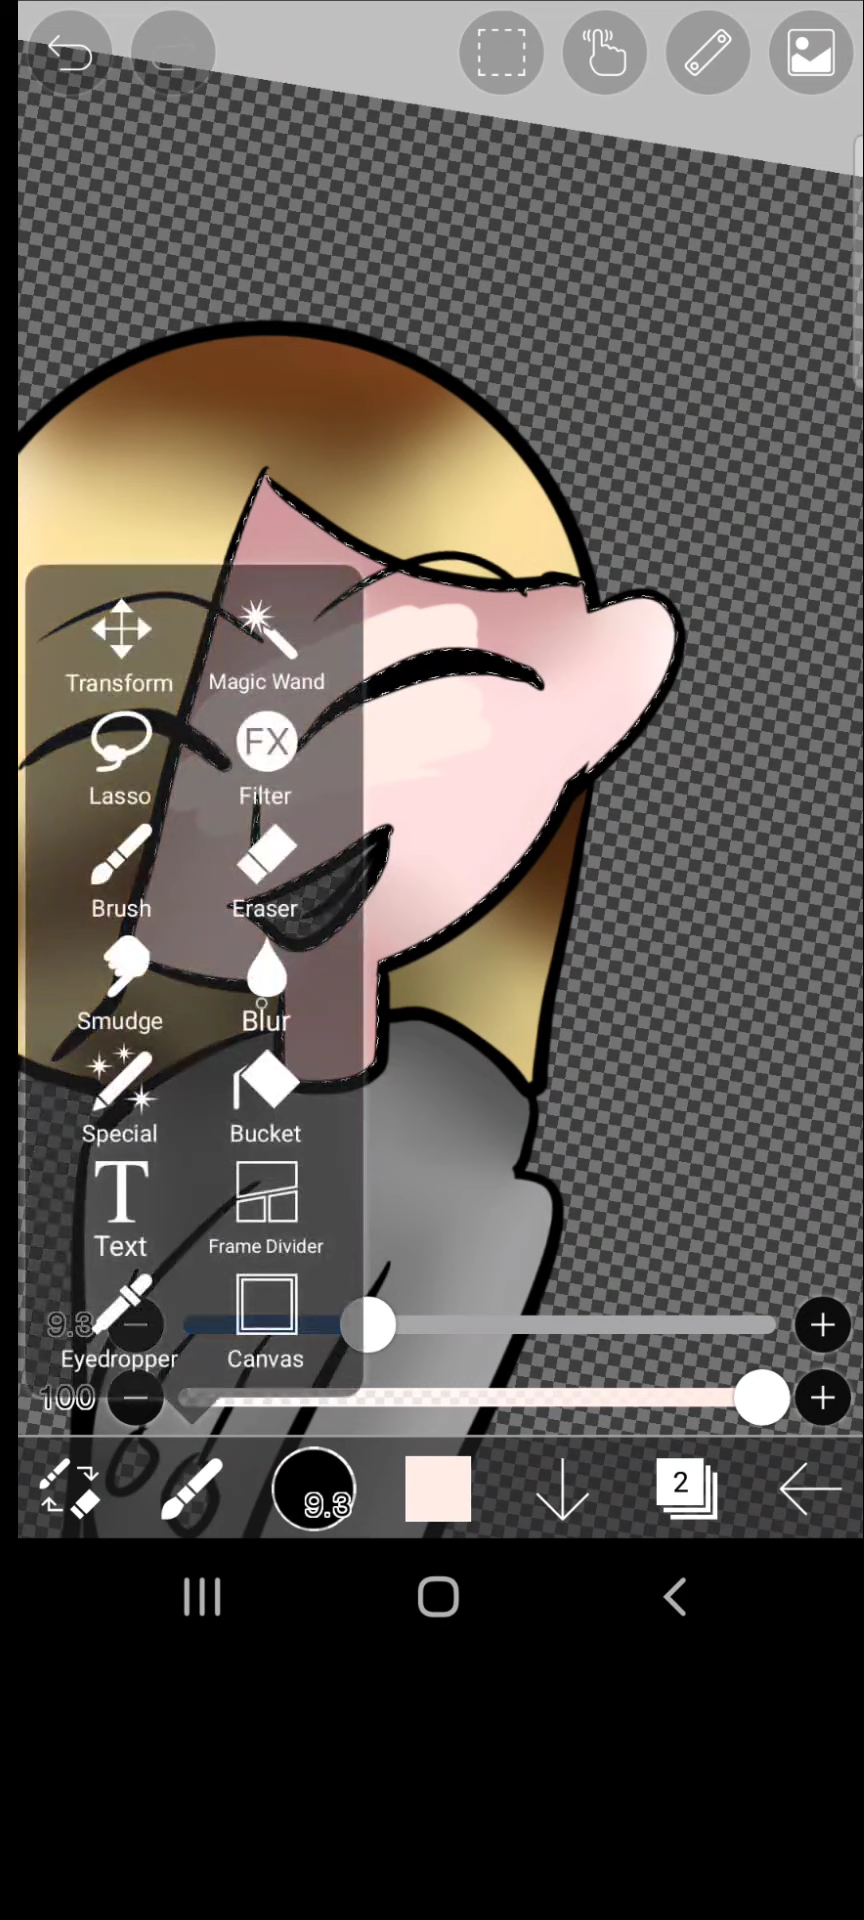 Transform Magic Wand
FX
Lasso Filter
Brush Eraser
Smudge Blur
Special Bucket
T
Text Frame Divider
9.3
Eyedropper Canvas
100
9.3
2